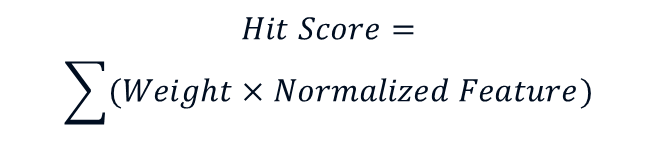 Hit Score =
∑(Weight × Normalized Feature)